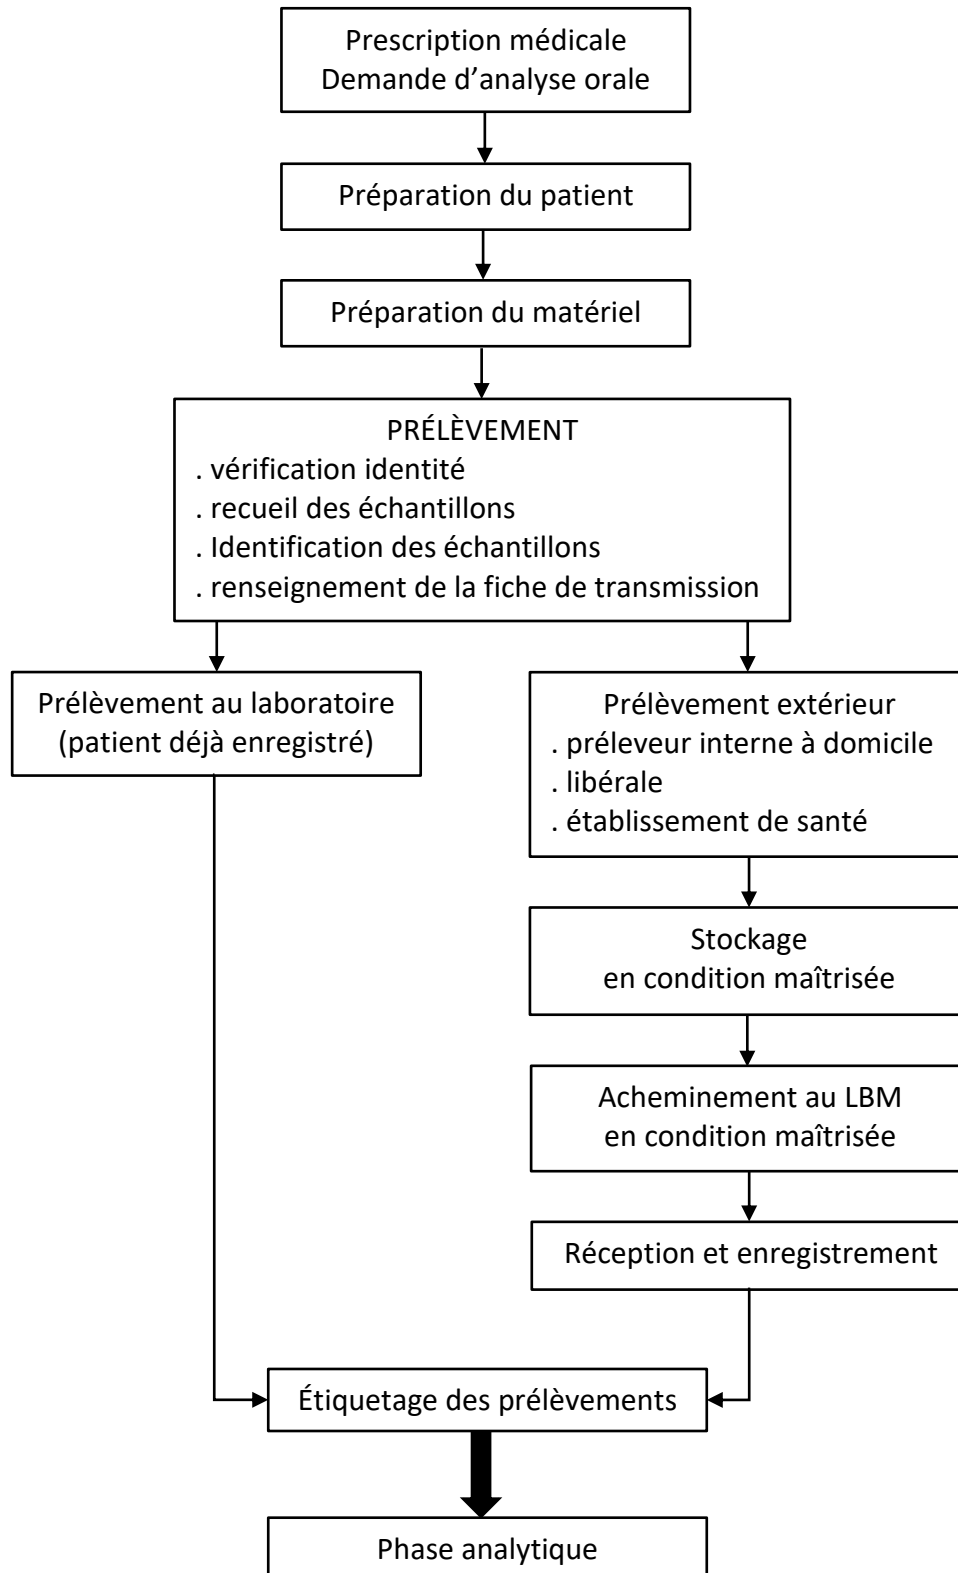 Prescription médicale
Demande d’analyse orale
Préparation du patient
Préparation du matériel
PRÉLÈVEMENT
. vérification identité
. recueil des échantillons
. Identification des échantillons
. renseignement de la fiche de transmission
Prélèvement au laboratoire
(patient déjà enregistré)
Prélèvement extérieur
. préleveur interne à domicile
. libérale
. établissement de santé
Stockage
en condition maîtrisée
Acheminement au LBM
en condition maîtrisée
Réception et enregistrement
Étiquetage des prélèvements
Phase analytique